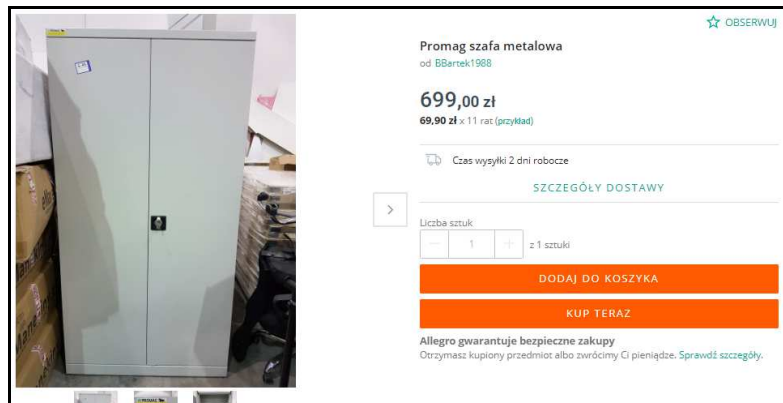 OBSERWUJ
Promag szafa metalowa
od BBartek1988
699,00 zł
69,90 zł x 11 rat (przykład)
Czas wysyłki 2 dni robocze
SZCZEGÓŁY DOSTAWY
Liczba sztuk
1 z 1 sztuki
DODAJ DO KOSZYKA
KUP TERAZ
Allegro gwarantuje bezpieczne zakupy
Otrzymasz kupiony przedmiot albo zwrócimy Ci pieniądze. Sprawdź szczegóły.